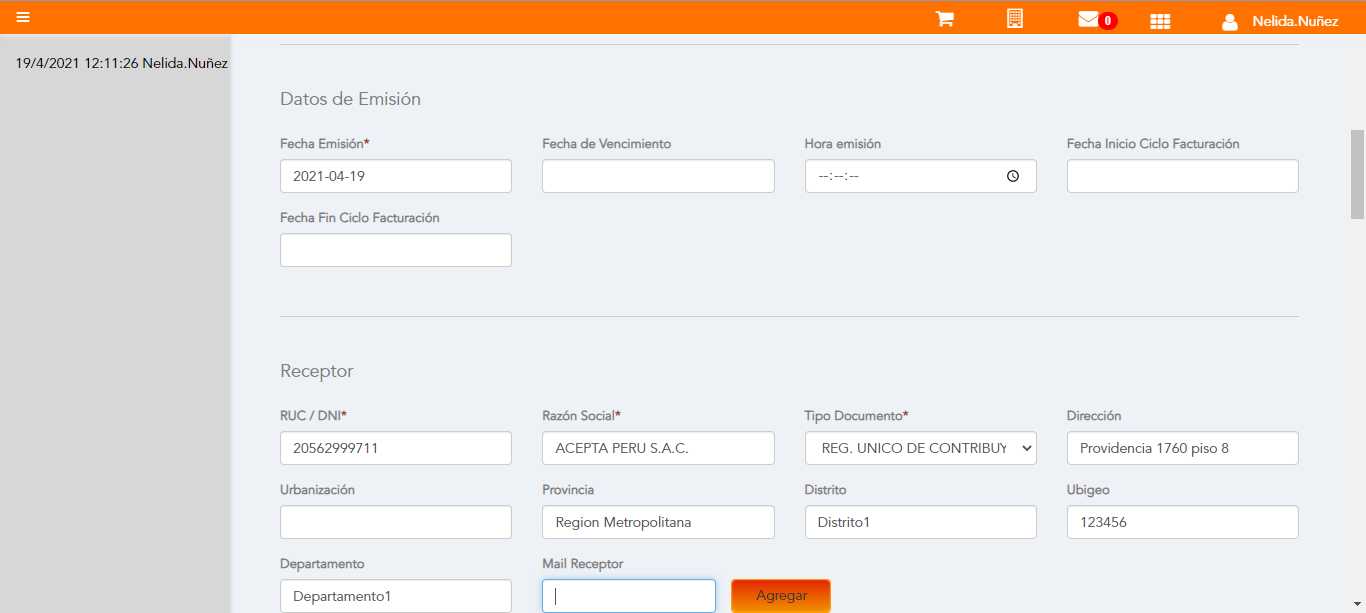 0
Nelida.Nuñez
19/4/2021 12:11:26 Nelida.Nuñez
Datos de Emisión
Fecha Emisión* Fecha de Vencimiento Hora emisión Fecha Inicio Ciclo Facturación
2021-04-19 --:--:--
Fecha Fin Ciclo Facturación
Receptor
RUC / DNI* Razón Social* Tipo Documento* Dirección
20562999711 ACEPTA PERU S.A.C. REG. UNICO DE CONTRIBUY Providencia 1760 piso 8
Urbanización Provincia Distrito Ubigeo
Region Metropolitana Distrito1 123456
Departamento Mail Receptor
Departamento1 Agregar